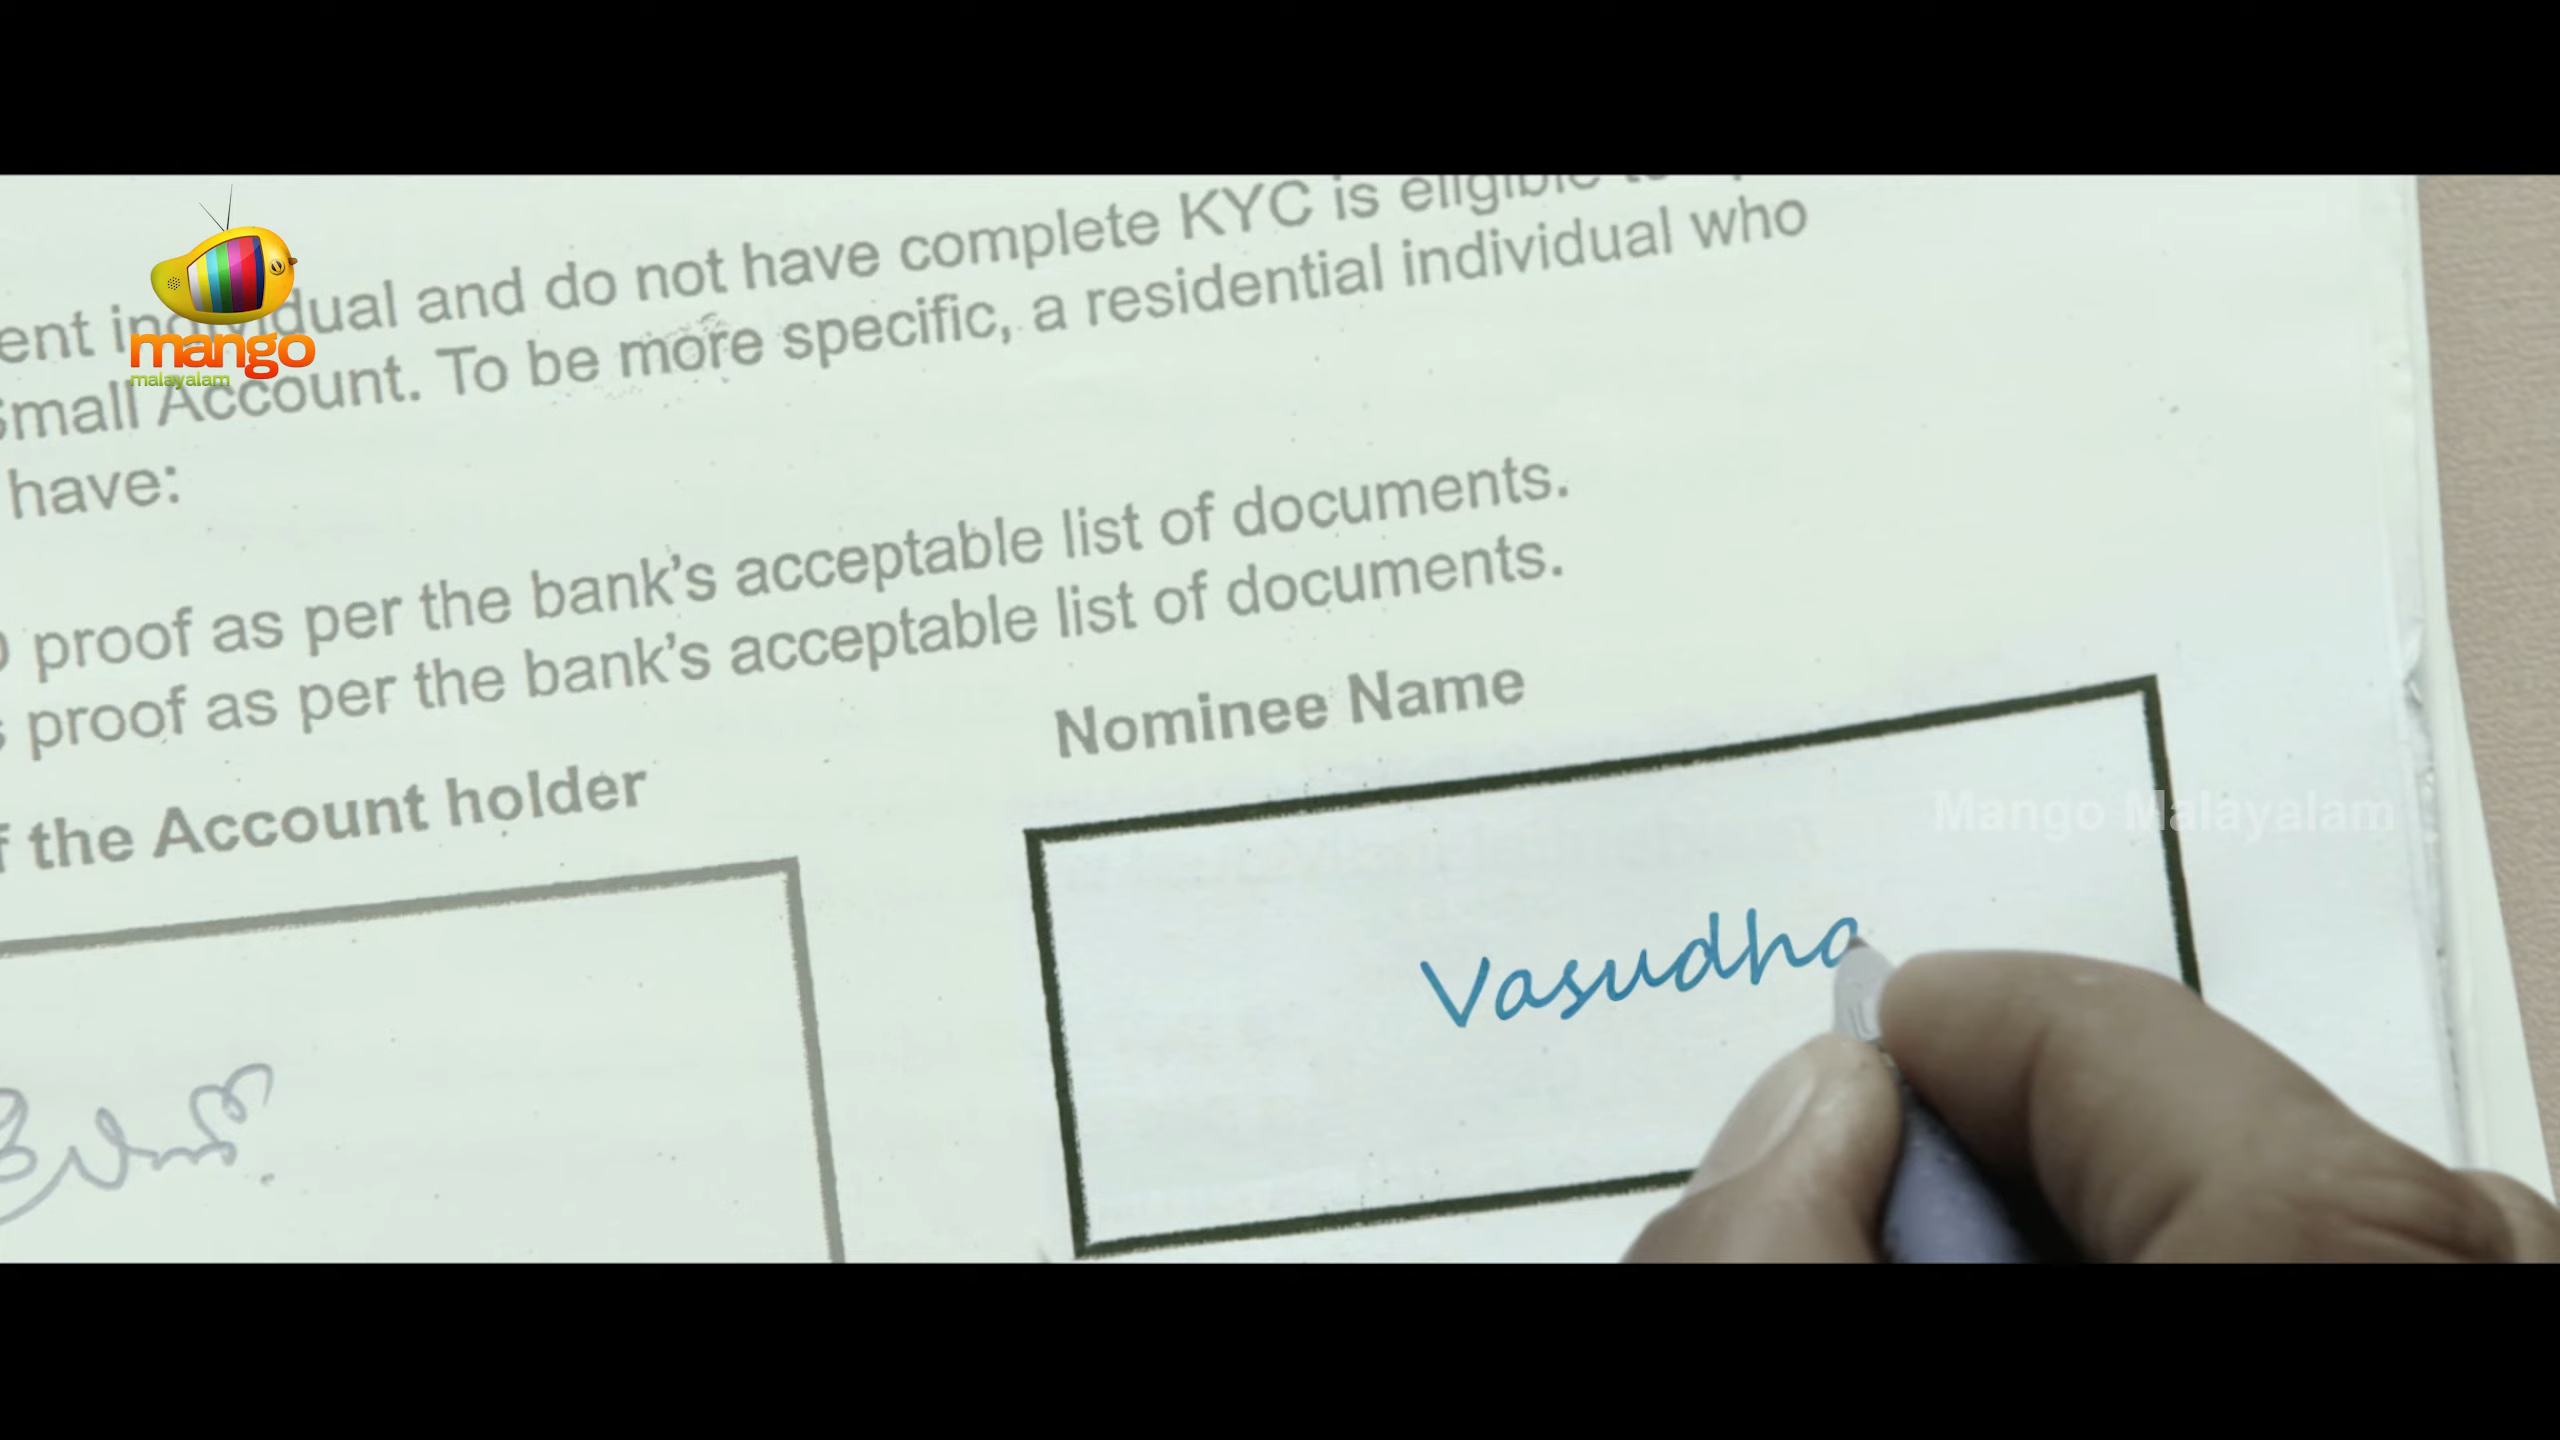 ent individual and do not have complete KYC is eligible to
Small Account. To be more specific, a residential individual who
have:
proof as per the bank's acceptable list of documents.
proof as per the bank's acceptable list of documents.
Nominee Name
f the Account holder
Vasudha
mango
malayalam
Mango Malayalam